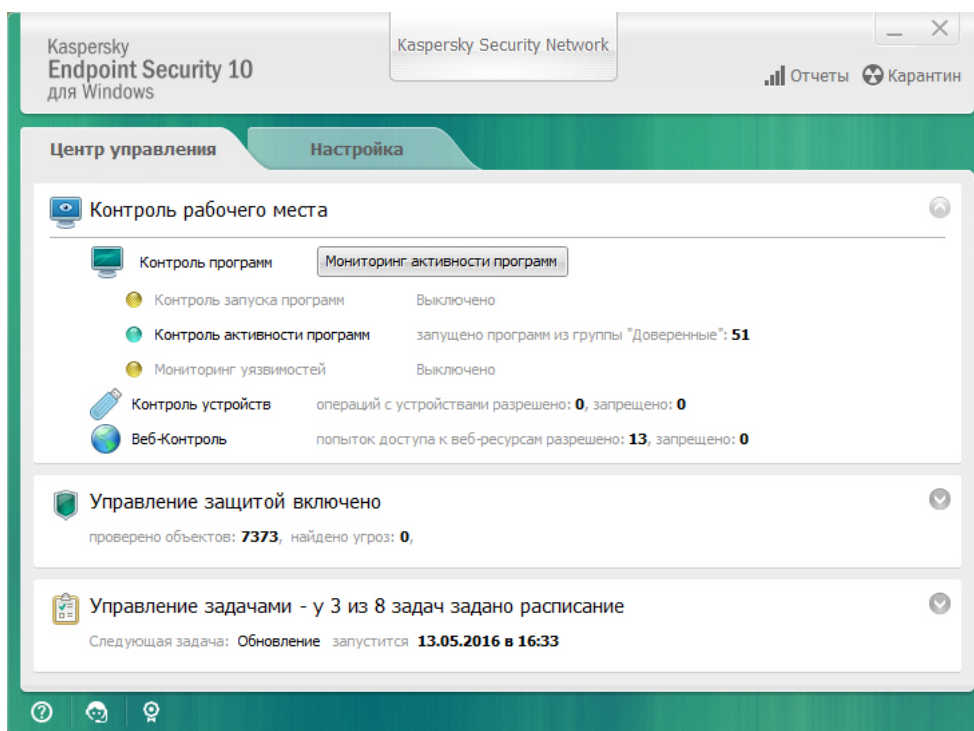 Kaspersky
Endpoint Security 10
для Windows
Kaspersky Security Network
Отчеты Карантин
Центр управления Настройка
Контроль рабочего места
Контроль программ Мониторинг активности программ
Контроль запуска программ Выключено
Контроль активности программ запущено программ из группы "Доверенные": 51
Мониторинг уязвимостей Выключено
Контроль устройств операций с устройствами разрешено: 0, запрещено: 0
Веб-Контроль попыток доступа к веб-ресурсам разрешено: 13, запрещено: 0
Управление защитой включено
проверено объектов: 7373, найдено угроз: 0,
Управление задачами - у 3 из 8 задач задано расписание
Следующая задача: Обновление запустится 13.05.2016 в 16:33